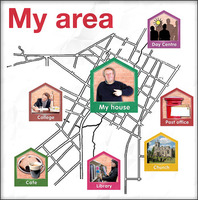 My area
Day Centre
My house
College
Post office
Church
Cafe
Library